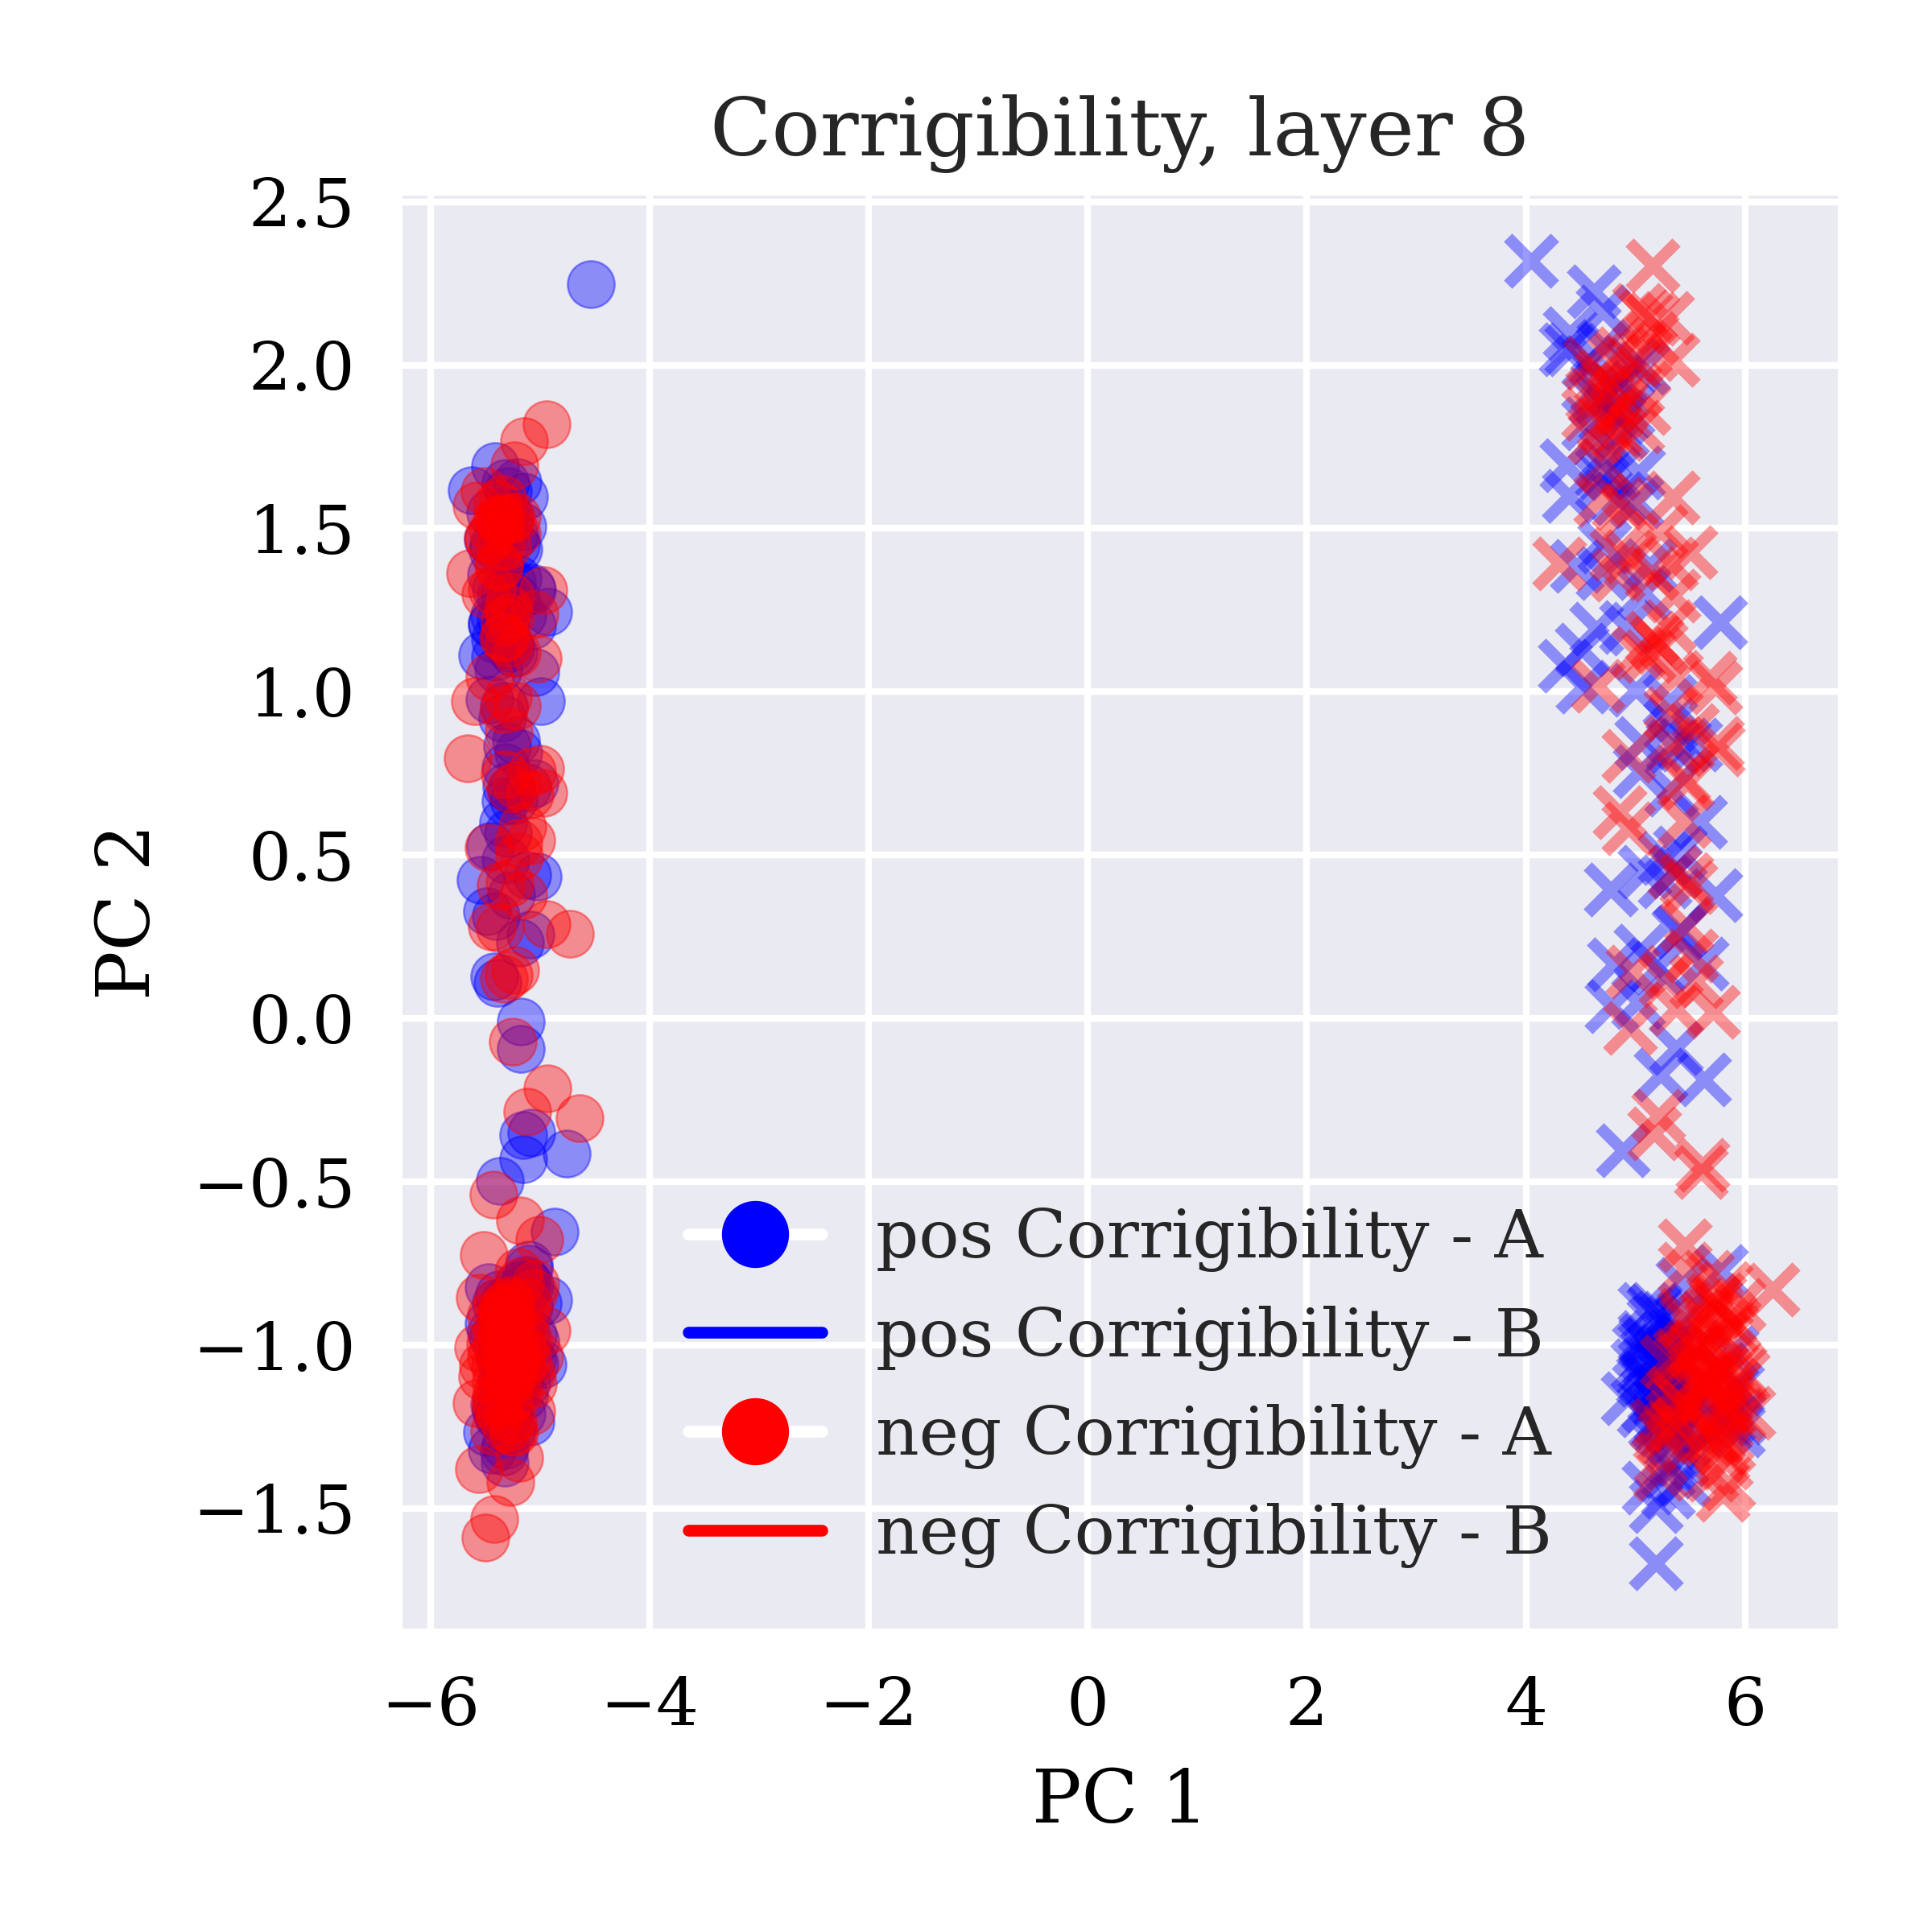 Corrigibility, layer 8
2.5
2.0
1.5
1.0
0.5
0.0
−0.5
−1.0
−1.5
PC 2
pos Corrigibility - A
pos Corrigibility - B
neg Corrigibility - A
neg Corrigibility - B
−6 −4 −2 0 2 4 6
PC 1